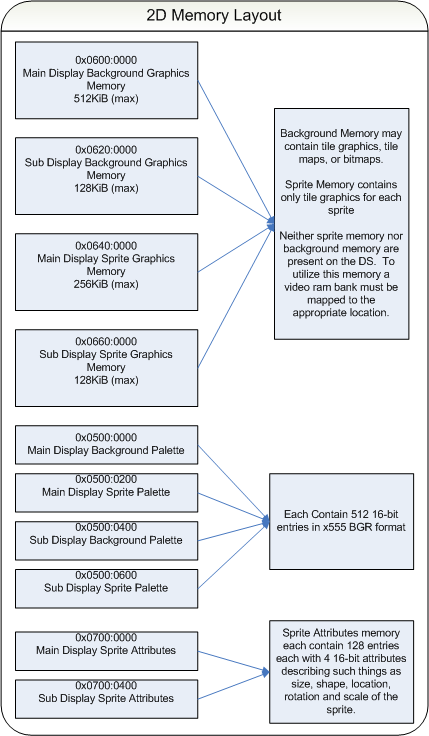 2D Memory Layout
0x0600:0000
Main Display Background Graphics
Memory
512KiB (max)
0x0620:0000
Sub Display Background Graphics
Memory
128KiB (max)
0x0640:0000
Main Display Sprite Graphics
Memory
256KiB (max)
0x0660:0000
Sub Display Sprite Graphics
Memory
128KiB (max)
Background Memory may
contain tile graphics, tile
maps, or bitmaps.
Sprite Memory contains
only tile graphics for each
sprite
Neither sprite memory nor
background memory are
present on the DS. To
utilize this memory a
video ram bank must be
mapped to the
appropriate location.
0x0500:0000
Main Display Background Palette
0x0500:0200
Main Display Sprite Palette
0x0500:0400
Sub Display Background Palette
0x0500:0600
Sub Display Sprite Palette
Each Contain 512 16-bit
entries in x555 BGR format
0x0700:0000
Main Display Sprite Attributes
0x0700:0400
Sub Display Sprite Attributes
Sprite Attributes memory
each contain 128 entries
each with 4 16-bit attributes
describing such things as
size, shape, location,
rotation and scale of the
sprite.